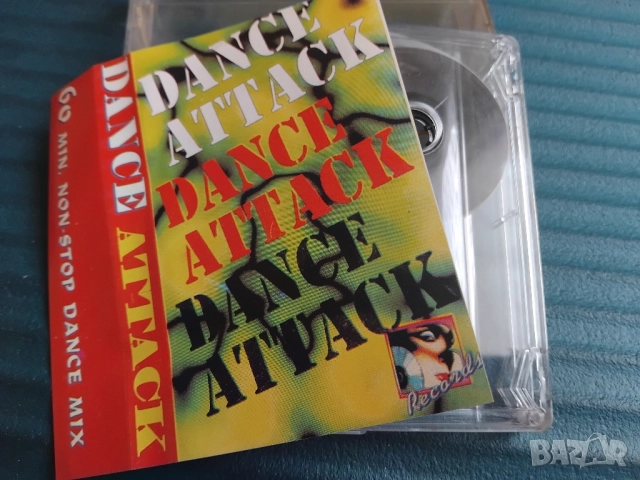 60 MIN. NON-STOP DANCE MIX
DANCE ATTACK
DANCE
ATTACK
DANCE
ATTACK
DANCE
ATTACK
Records
BAZAR